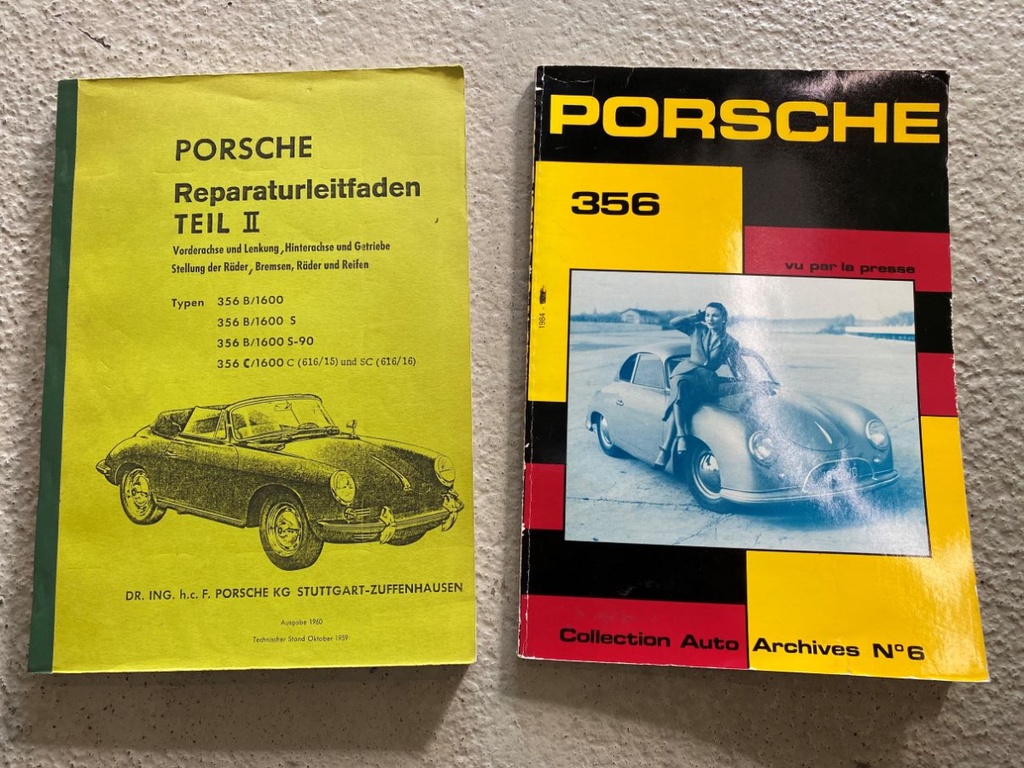 PORSCHE
Reparaturleitfaden
TEIL II
Vorderachse und Lenkung, Hinterachse und Getriebe
Stellung der Räder, Bremsen, Räder und Reifen
Typen 356 B/1600
356 B/1600 S
356 B/1600 S-90
356 C/1600 C (616/15) und SC (616/16)
DR. ING. h.c. F. PORSCHE KG STUTTGART-ZUFFENHAUSEN
Ausgabe 1960
Technischer Stand Oktober 1959
PORSCHE
356
vu par la presse
1984 -
Collection Auto Archives N° 6